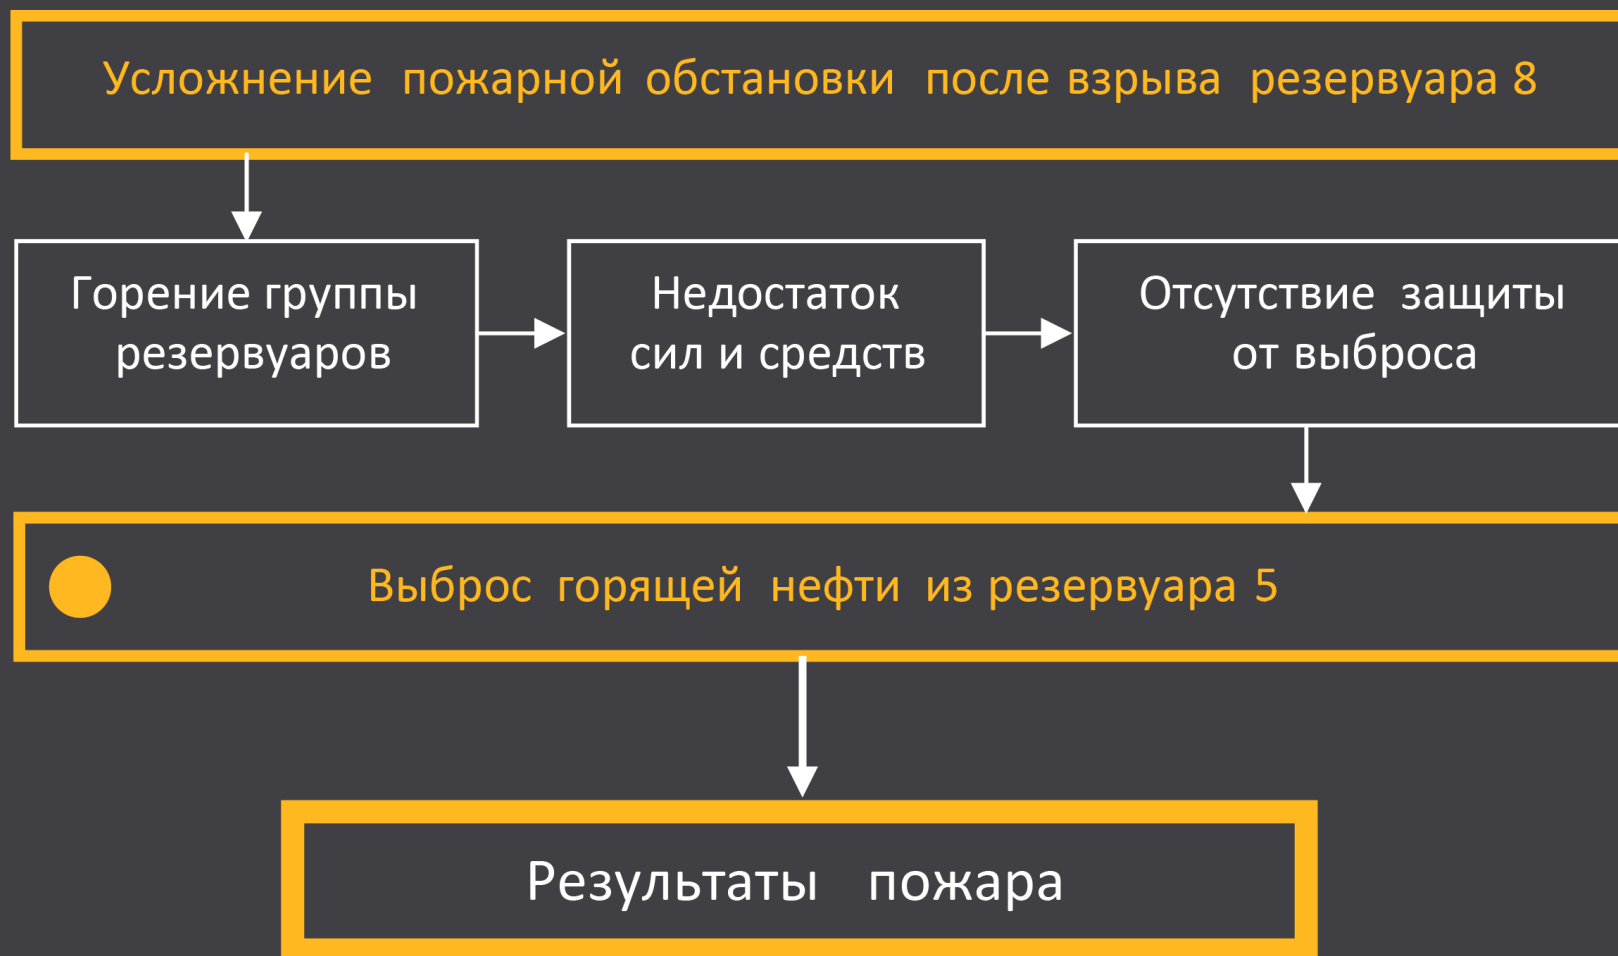 Усложнение пожарной обстановки после взрыва резервуара 8
Горение группы
резервуаров
Недостаток
сил и средств
Отсутствие защиты
от выброса
Выброс горящей нефти из резервуара 5
Результаты пожара